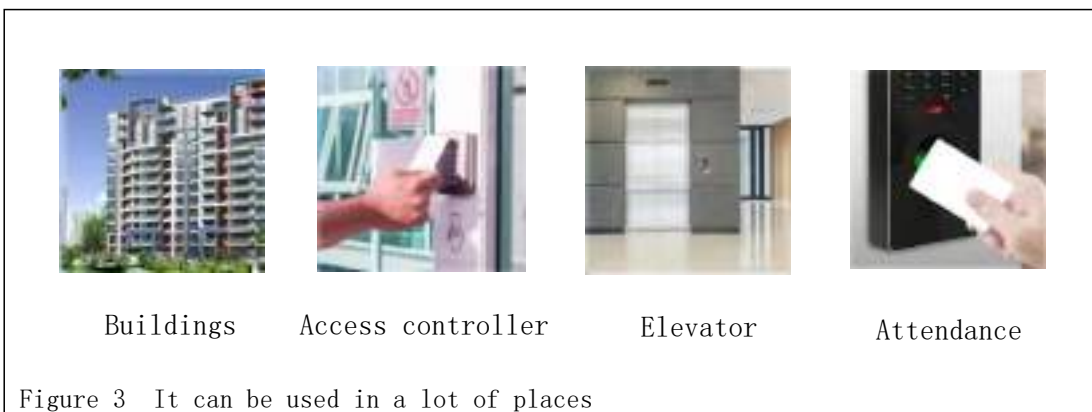 Buildings Access controller Elevator Attendance
Figure 3 It can be used in a lot of places